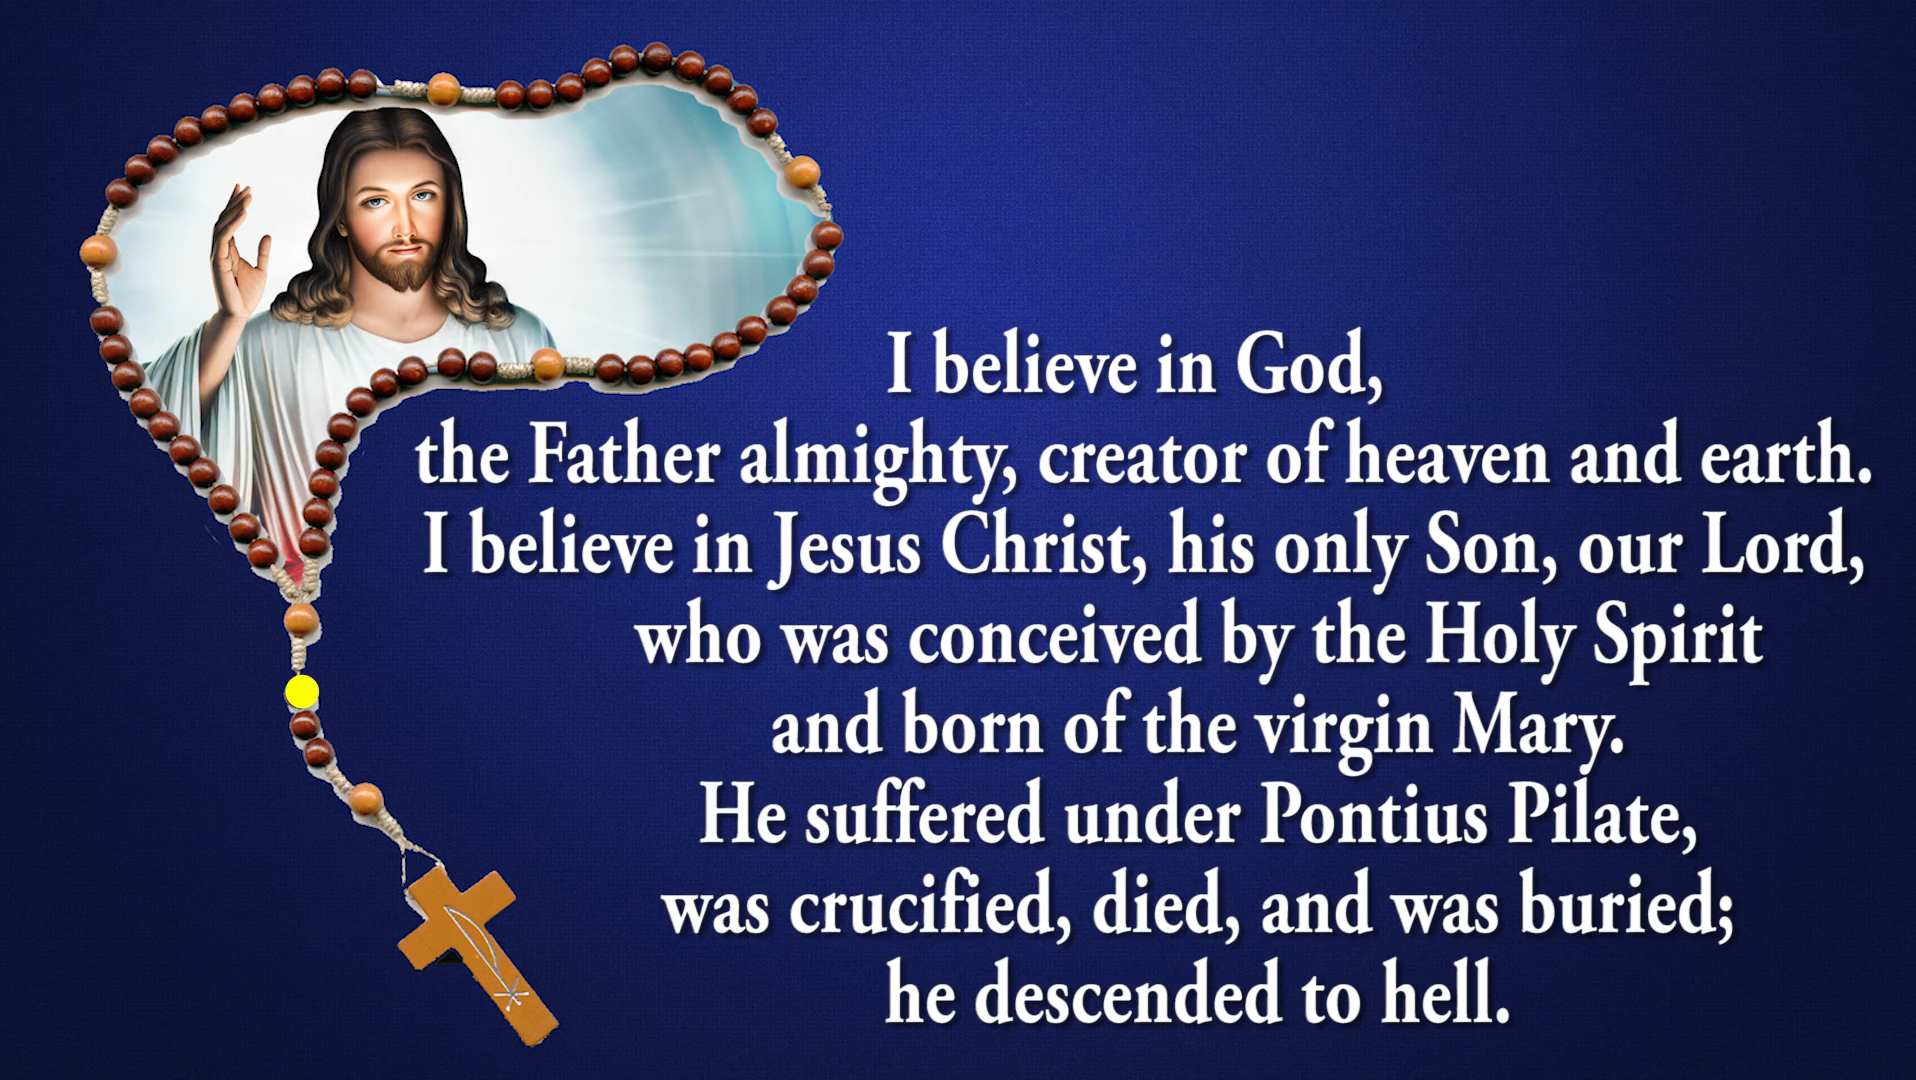 I believe in God,
the Father almighty, creator of heaven and earth.
I believe in Jesus Christ, his only Son, our Lord,
who was conceived by the Holy Spirit
and born of the virgin Mary.
He suffered under Pontius Pilate,
was crucified, died, and was buried;
he descended to hell.